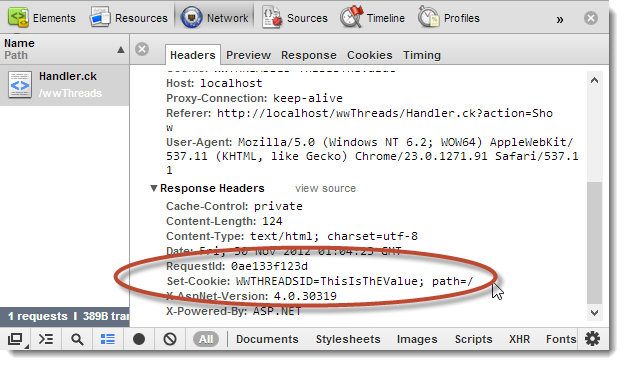 Elements Resources Network Sources Timeline Profiles »
Name
Path
Headers Preview Response Cookies Timing
Handler.ck
/wwThreads
Host: localhost
Proxy-Connection: keep-alive
Referer: http://localhost/wwThreads/Handler.ck?action=Sho
w
User-Agent: Mozilla/5.0 (Windows NT 6.2; WOW64) AppleWebKit/
537.11 (KHTML, like Gecko) Chrome/23.0.1271.91 Safari/537.1
1
Response Headers view source
Cache-Control: private
Content-Length: 124
Content-Type: text/html; charset=utf-8
Date: Fri, 30 Nov 2012 01:04:23 GMT
RequestId: 0ae133f123d
Set-Cookie: WWTHREADSID=ThisIsThEValue; path=/
X-AspNet-Version: 4.0.30319
X-Powered-By: ASP.NET
1 requests | 389B tran
All Documents Stylesheets Images Scripts XHR Fonts